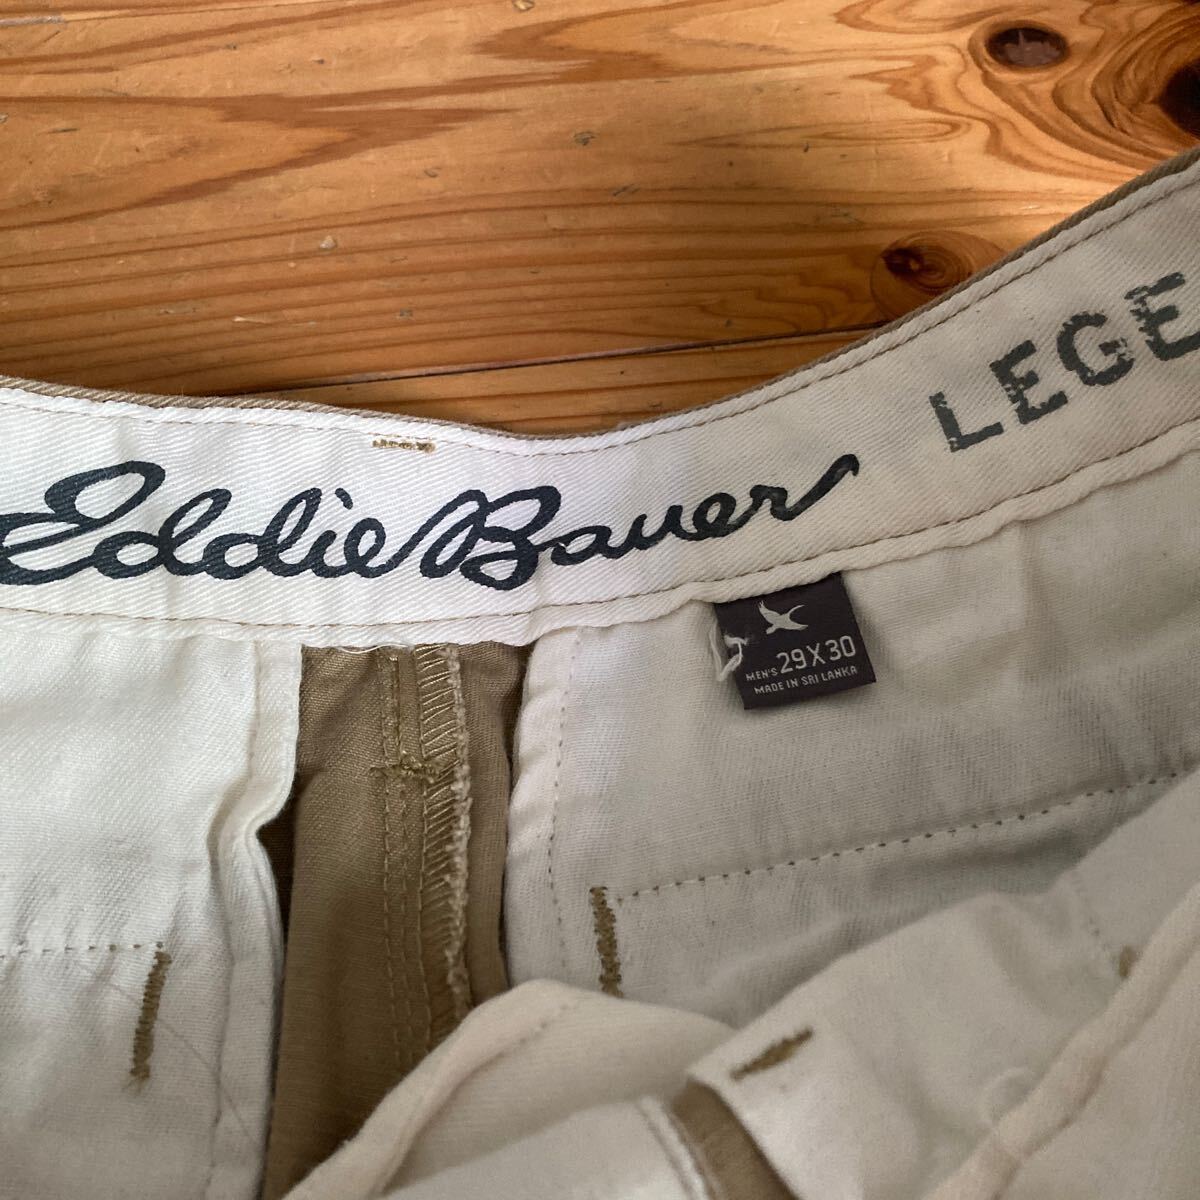 Eddie Bauer
LEGE
MEN'S 29X30
MADE IN SRI LANKA